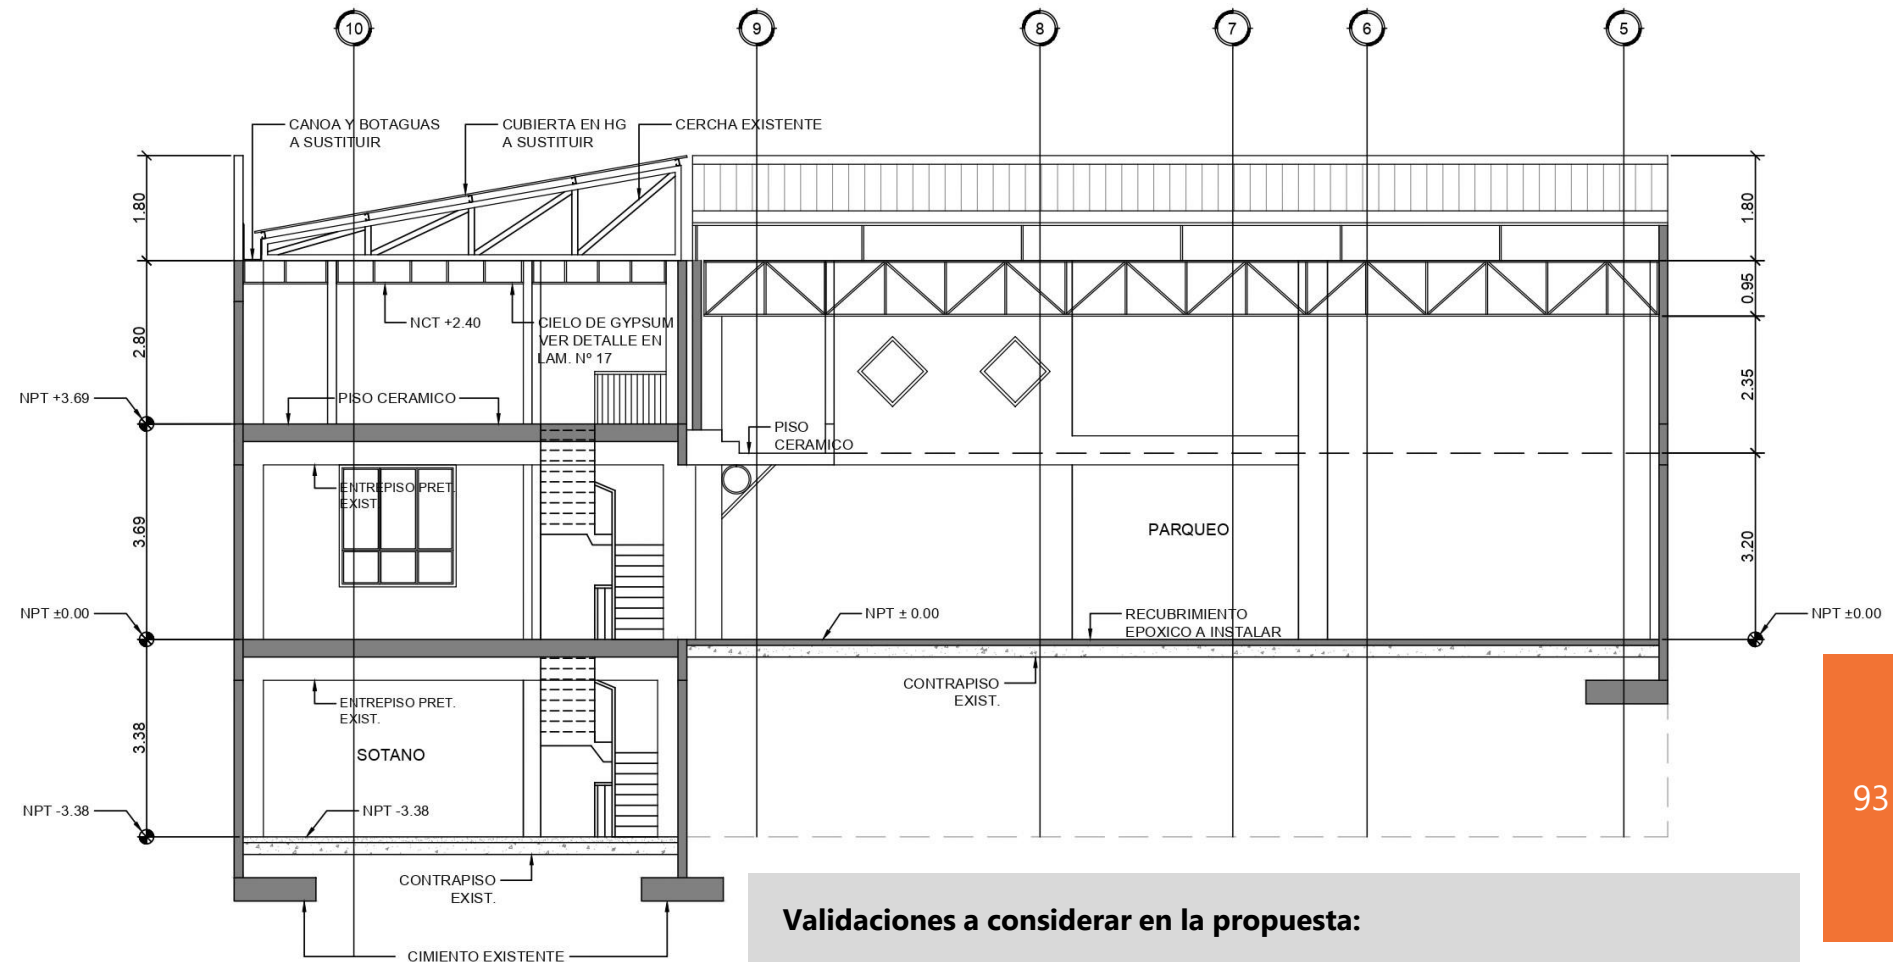 10
9
8
7
6
5
CANOA Y BOTAGUAS
A SUSTITUIR
CUBIERTA EN HG
A SUSTITUIR
CERCHA EXISTENTE
1.80
1.80
0.95
NCT +2.40
CIELO DE GYPSUM
VER DETALLE EN
LAM. Nº 17
2.80
2.35
NPT +3.69
PISO CERAMICO
PISO
CERAMICO
ENTREPISO PRET.
EXIST.
3.69
PARQUEO
3.20
NPT ±0.00
NPT ± 0.00
RECUBRIMIENTO
EPOXICO A INSTALAR
NPT ±0.00
CONTRAPISO
EXIST.
ENTREPISO PRET.
EXIST.
3.38
SOTANO
NPT -3.38
NPT -3.38
93
CONTRAPISO
EXIST.
Validaciones a considerar en la propuesta:
CIMIENTO EXISTENTE